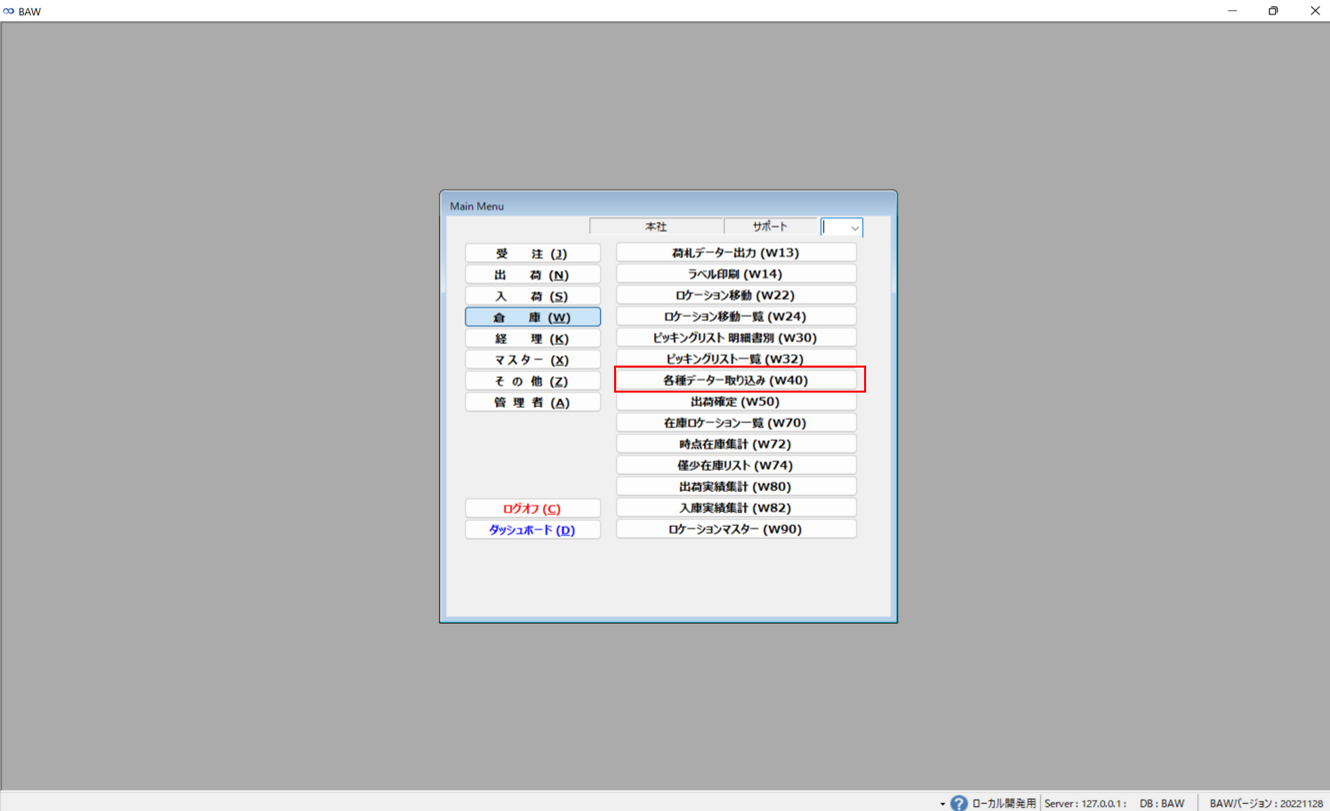 BAW
Main Menu
本社 サポート
受 注 (J)
出 荷 (N)
入 荷 (S)
倉 庫 (W)
経 理 (K)
マスター (X)
そ の 他 (Z)
管 理 者 (A)
ログオフ (C)
ダッシュボード (D)
荷札データー出力 (W13)
ラベル印刷 (W14)
ロケーション移動 (W22)
ロケーション移動一覧 (W24)
ピッキングリスト 明細書別 (W30)
ピッキングリスト一覧 (W32)
各種データー取り込み (W40)
出荷確定 (W50)
在庫ロケーション一覧 (W70)
時点在庫集計 (W72)
僅少在庫リスト (W74)
出荷実績集計 (W80)
入庫実績集計 (W82)
ロケーションマスター (W90)
ローカル開発用 Server : 127.0.0.1 : DB : BAW BAWバージョン : 20221128